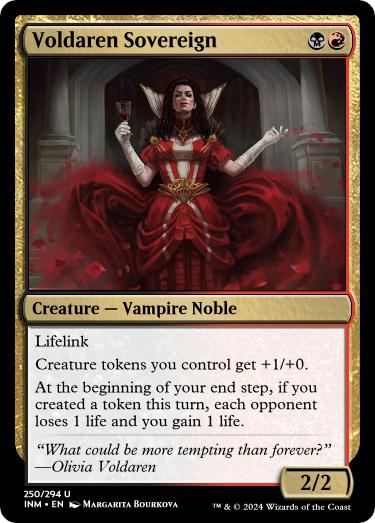 Voldaren Sovereign
Creature — Vampire Noble
Lifelink
Creature tokens you control get +1/+0.
At the beginning of your end step, if you
created a token this turn, each opponent
loses 1 life and you gain 1 life.
“What could be more tempting than forever?”
—Olivia Voldaren
2/2
250/294 U
INM • EN Margarita Bourkova
™ & © 2024 Wizards of the Coast